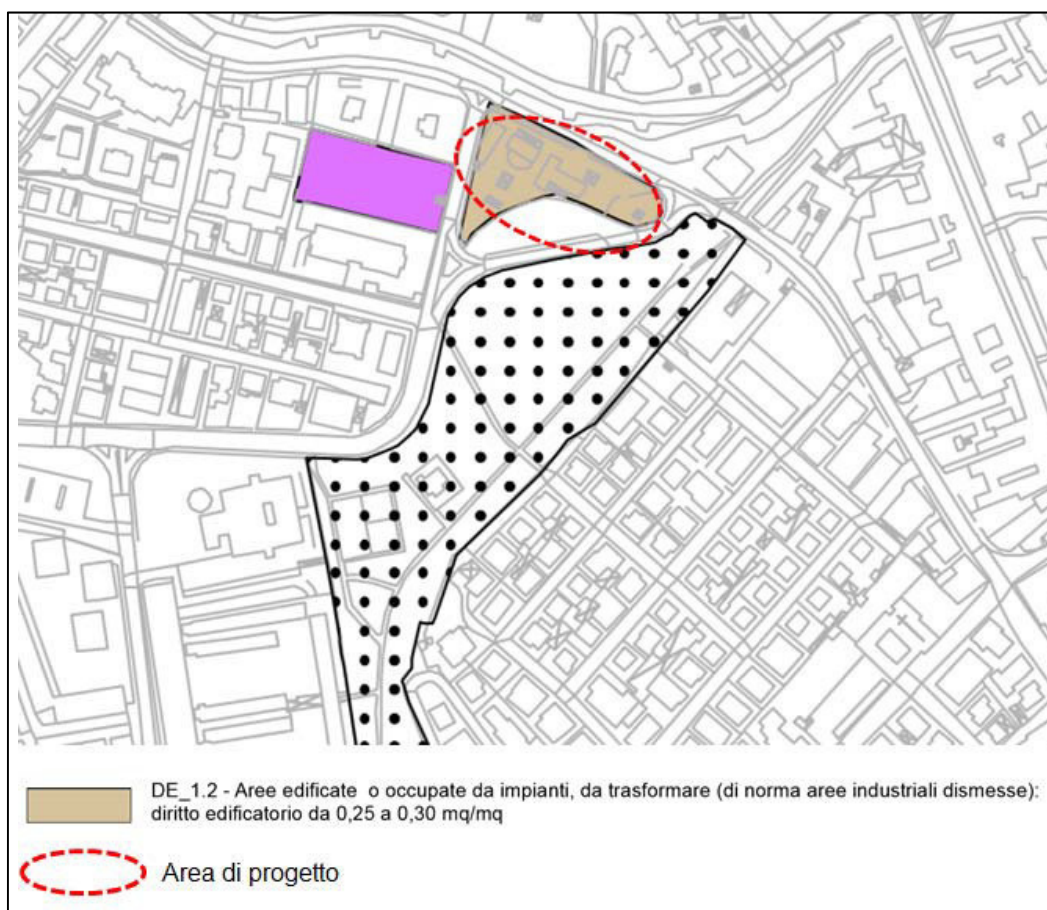 DE_1.2 - Aree edificate o occupate da impianti, da trasformare (di norma aree industriali dismesse):
diritto edificatorio da 0,25 a 0,30 mq/mq
Area di progetto